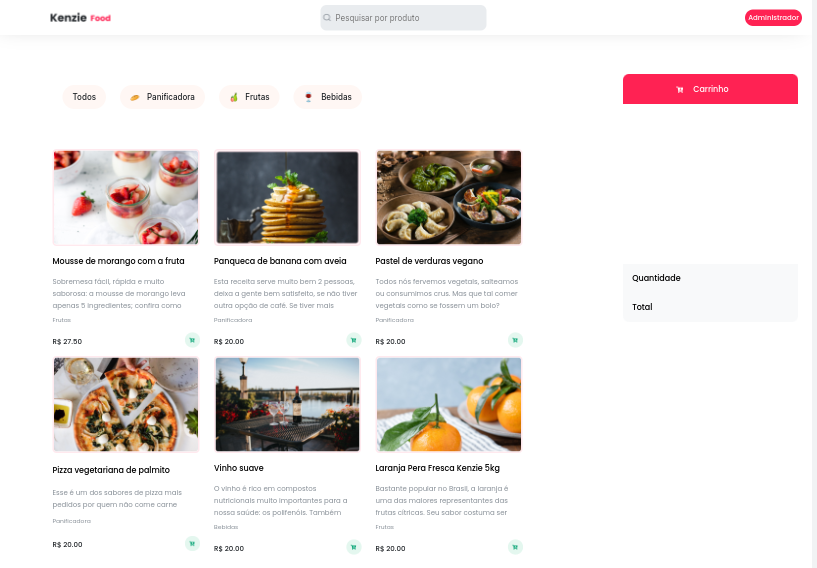 Kenzie Food
Pesquisar por produto
Administrador
Todos
Panificadora
Frutas
Bebidas
Carrinho
Mousse de morango com a fruta
Sobremesa fácil, rápida e muito
saborosa: a mousse de morango leva
apenas 5 ingredientes; confira como
Frutas
R$ 27.50
Panqueca de banana com aveia
Esta receita serve muito bem 2 pessoas,
deixa a gente bem satisfeito, se não tiver
outra opção de café. Se tiver mais
Panificadora
R$ 20.00
Pastel de verduras vegano
Todos nós fervemos vegetais, salteamos
ou consumimos crus. Mas que tal comer
vegetais como se fossem um bolo?
Panificadora
R$ 20.00
Quantidade
Total
Pizza vegetariana de palmito
Esse é um dos sabores de pizza mais
pedidos por quem não come carne
Panificadora
R$ 20.00
Vinho suave
O vinho é rico em compostos
nutricionais muito importantes para a
nossa saúde: os polifenóis. Também
Bebidas
R$ 20.00
Laranja Pera Fresca Kenzie 5kg
Bastante popular no Brasil, a laranja é
uma das maiores representantes das
frutas cítricas. Seu sabor costuma ser
Frutas
R$ 20.00